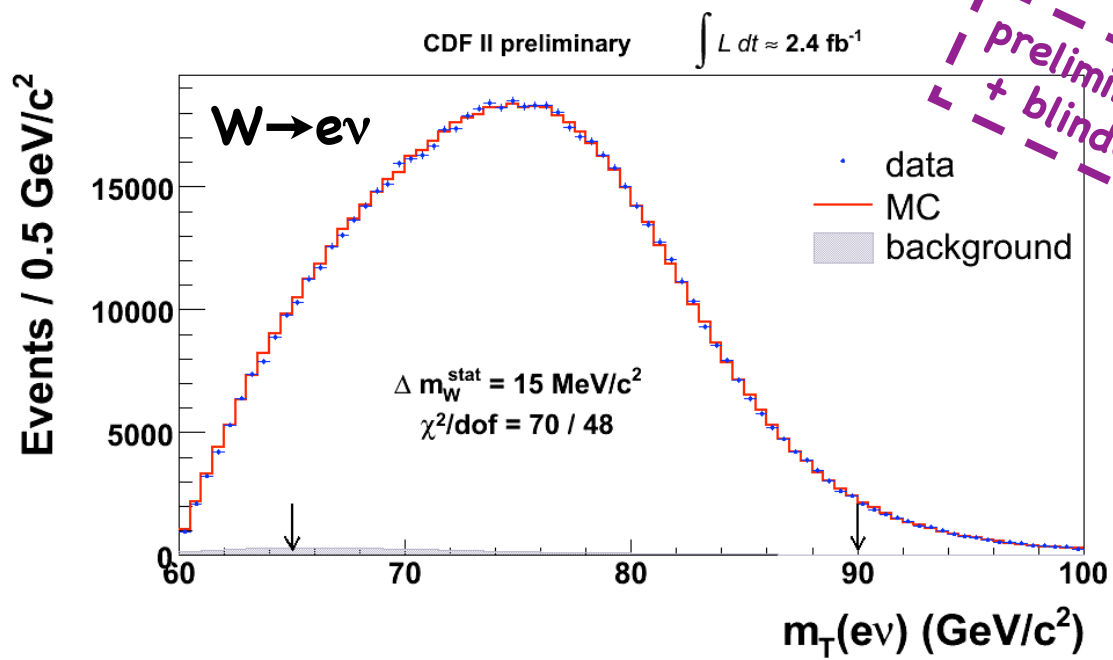 CDF II preliminary ∫ L dt ≈ 2.4 fb⁻¹
W→eν
data
MC
background
Δ m_W^stat = 15 MeV/c²
χ²/dof = 70 / 48
Events / 0.5 GeV/c²
15000
10000
5000
0
60 70 80 90 100
m_T(eν) (GeV/c²)